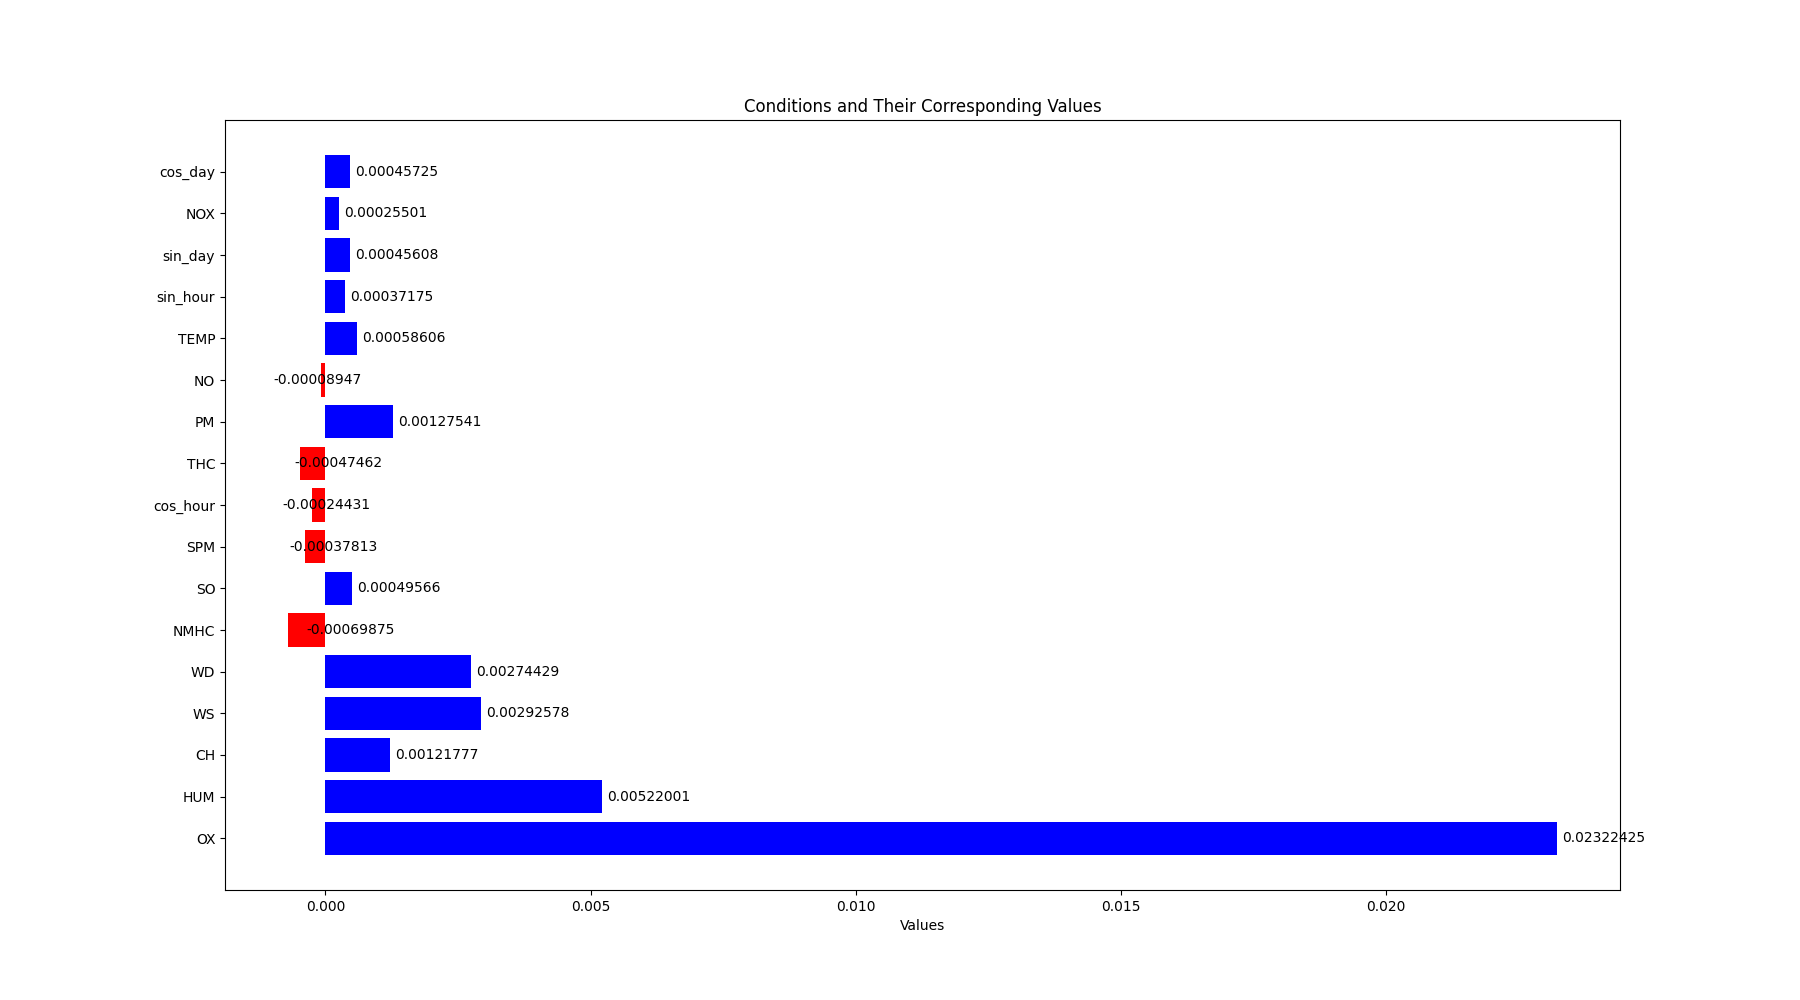 Conditions and Their Corresponding Values
cos_day 0.00045725
NOX 0.00025501
sin_day 0.00045608
sin_hour 0.00037175
TEMP 0.00058606
NO -0.00008947
PM 0.00127541
THC -0.00047462
cos_hour -0.00024431
SPM -0.00037813
SO 0.00049566
NMHC -0.00069875
WD 0.00274429
WS 0.00292578
CH 0.00121777
HUM 0.00522001
OX 0.02322425
0.000 0.005 0.010 0.015 0.020
Values